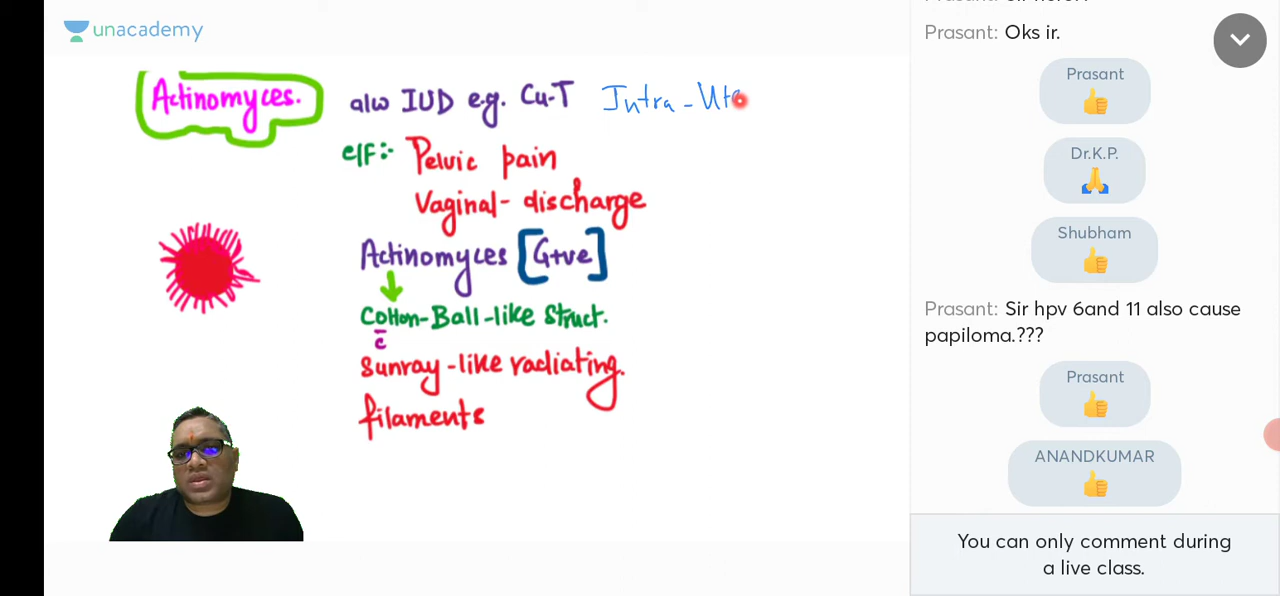 unacademy
Actinomyces.
a/w IUD e.g. Cu-T Intra-Ute
c/F:- Pelvic pain
Vaginal- discharge
Actinomyces [G+ve]
Cotton-Ball-like struct.
c̄
sunray-like radiating.
filaments
Prasant: Oks ir.
Prasant
Dr.K.P.
Shubham
Prasant: Sir hpv 6and 11 also cause
papiloma.???
Prasant
ANANDKUMAR
You can only comment during
a live class.